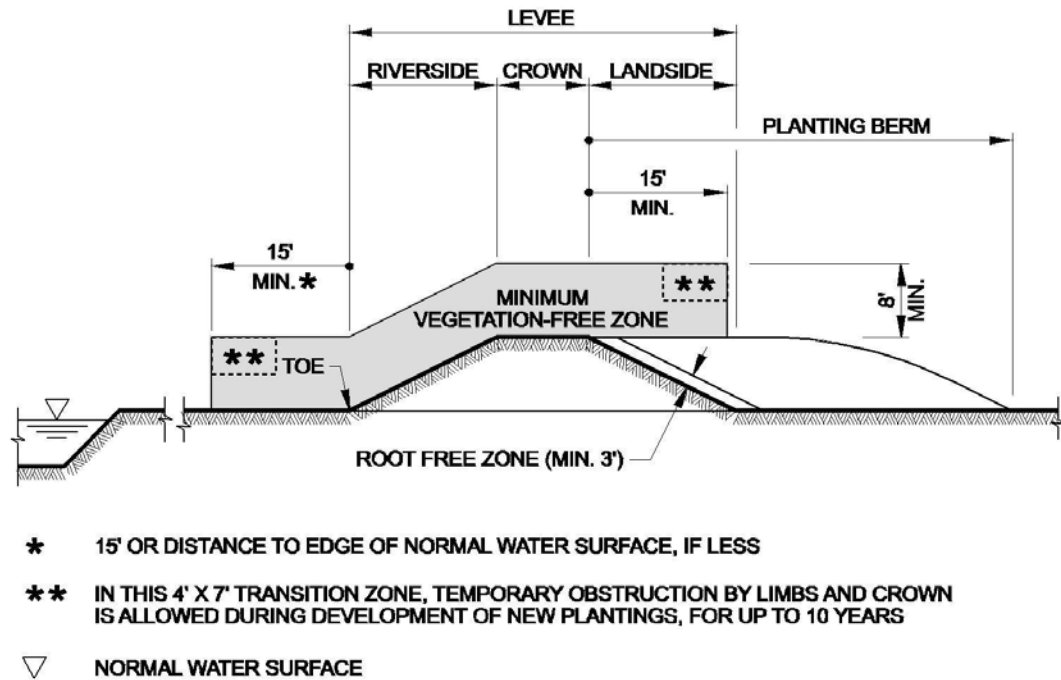 LEVEE
RIVERSIDE
CROWN
LANDSIDE
PLANTING BERM
15'
MIN.
15'
MIN. *
**
MINIMUM
VEGETATION-FREE ZONE
8'
MIN.
**
TOE
ROOT FREE ZONE (MIN. 3')
* 15' OR DISTANCE TO EDGE OF NORMAL WATER SURFACE, IF LESS
** IN THIS 4' X 7' TRANSITION ZONE, TEMPORARY OBSTRUCTION BY LIMBS AND CROWN
IS ALLOWED DURING DEVELOPMENT OF NEW PLANTINGS, FOR UP TO 10 YEARS
NORMAL WATER SURFACE